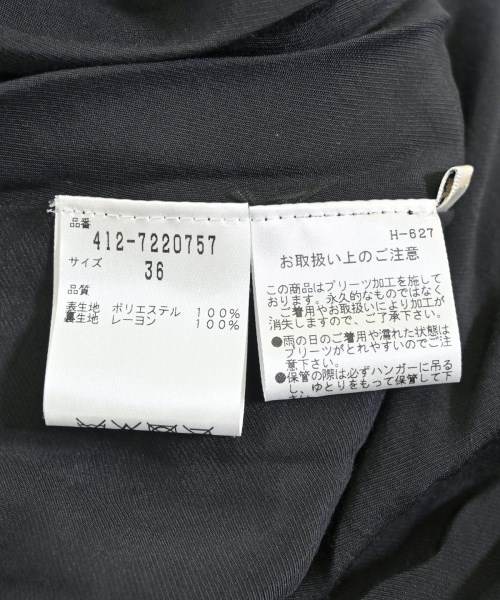 品番
412-7220757
サイズ
36
品質
表生地 ポリエステル 100%
裏生地 レーヨン 100%
H-627
お取扱い上のご注意
この商品はプリーツ加工を施して
おります。永久的なものではなく
、ご着用やお取扱いにより加工が
消失しますので、ご了承下さい。
●雨の日のご着用や濡れた状態は
プリーツがとれやすいのでご注
意下さい。
●保管の際は必ずハンガーに吊る
し、ゆとりをもって保管して下